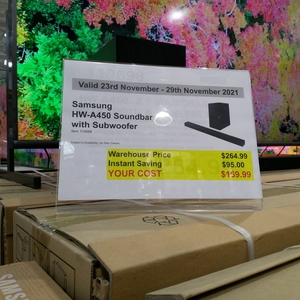 Valid 23rd November - 29th November 2021
Samsung
HW-A450 Soundbar
with Subwoofer
Warehouse Price $264.99
Instant Saving $95.00
YOUR COST $169.99
SAMSUNG